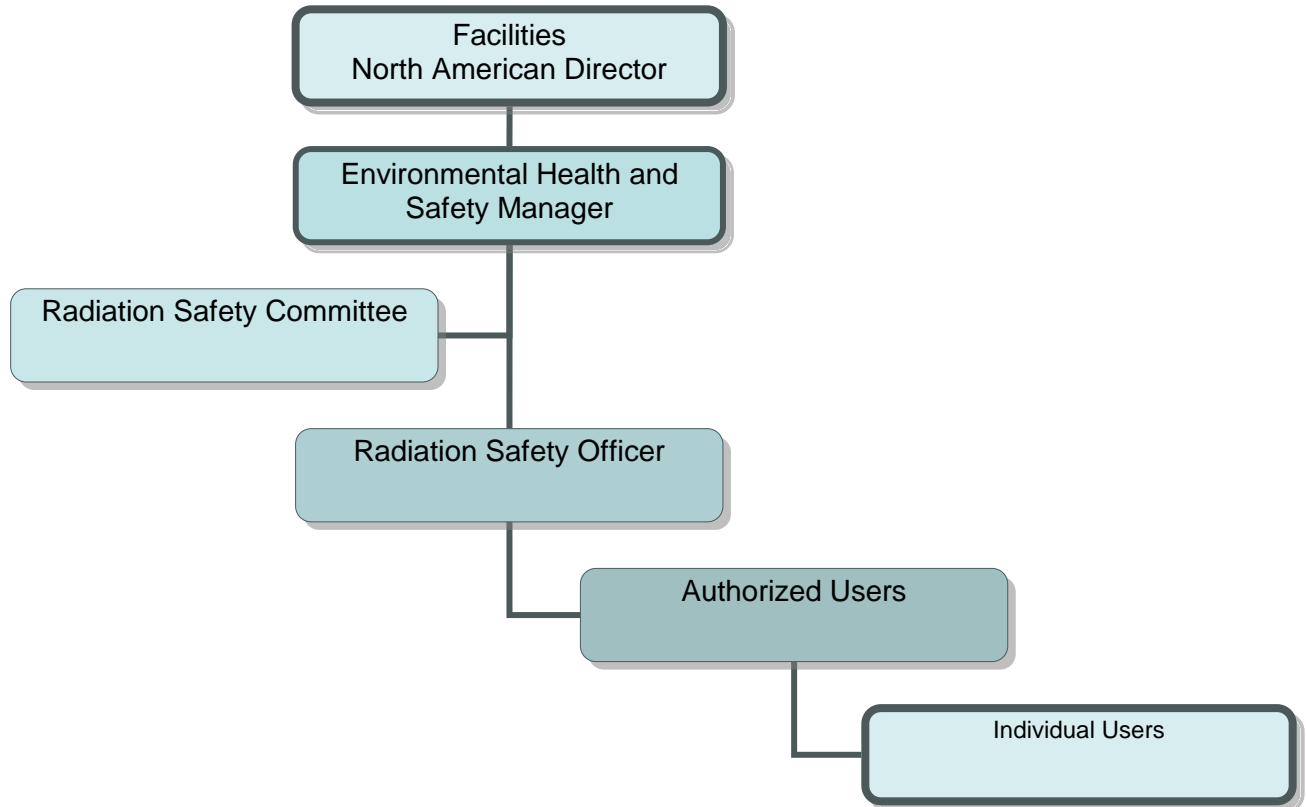 Facilities
North American Director
Environmental Health and
Safety Manager
Radiation Safety Committee
Radiation Safety Officer
Authorized Users
Individual Users